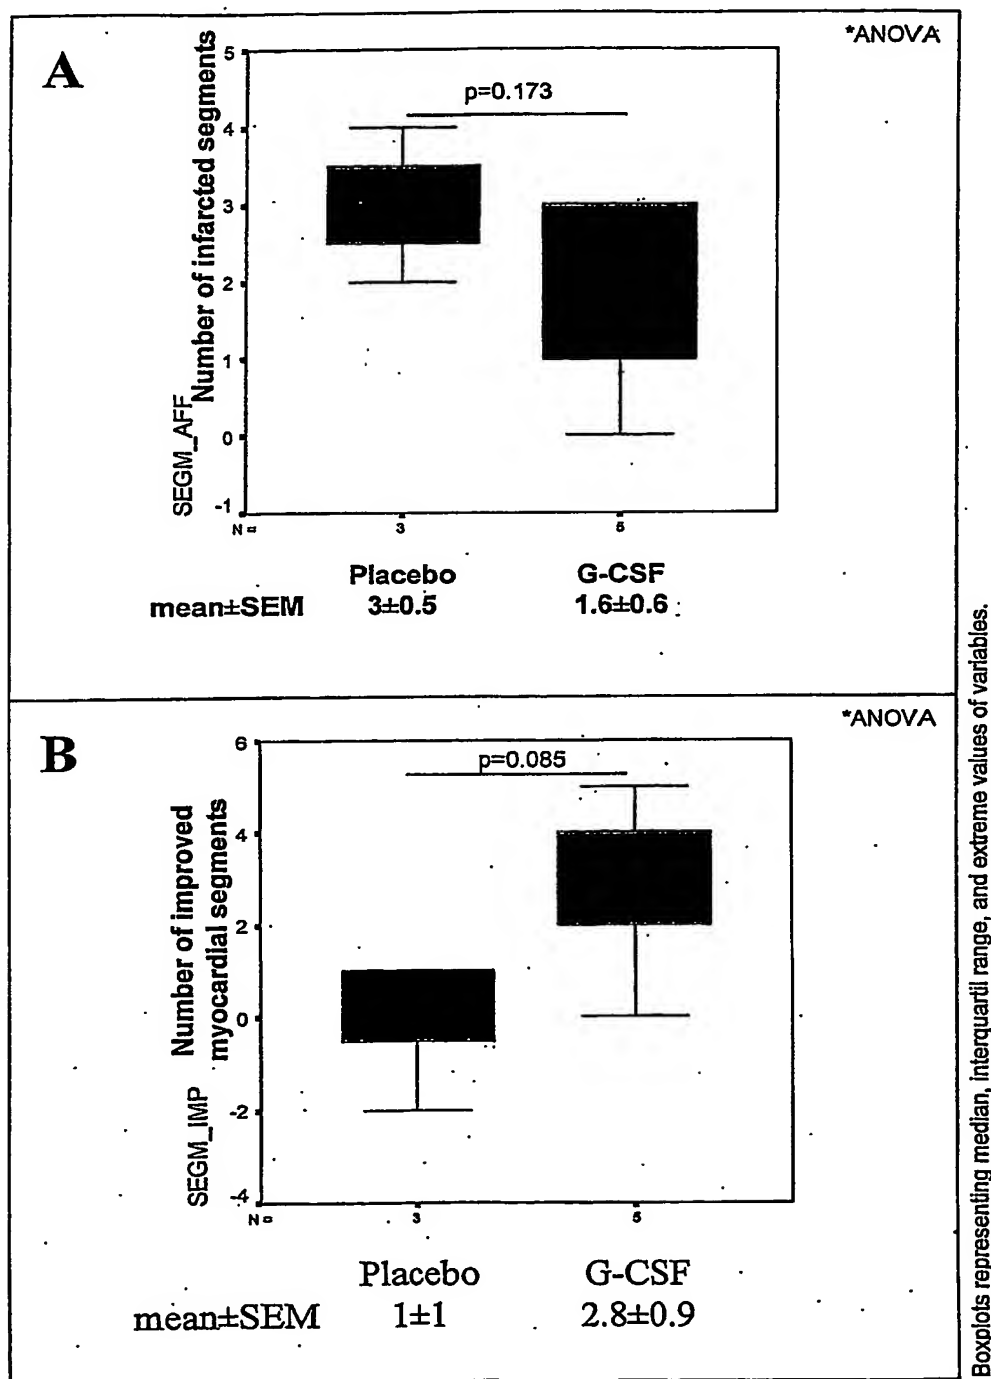 A
*ANOVA
Number of infarcted segments
SEGM_AFF
5
4
3
2
1
0
-1
p=0.173
N =
3
5
Placebo
G-CSF
mean±SEM
3±0.5
1.6±0.6
B
*ANOVA
Number of improved
myocardial segments
SEGM_IMP
6
4
2
0
-2
-4
p=0.085
N =
3
5
Placebo
G-CSF
mean±SEM
1±1
2.8±0.9
Boxplots representing median, interquartil range, and extreme values of variables.